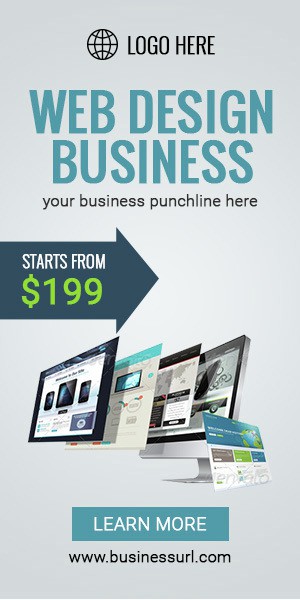 LOGO HERE
WEB DESIGN
BUSINESS
your business punchline here
STARTS FROM
$199
LEARN MORE
www.businessurl.com